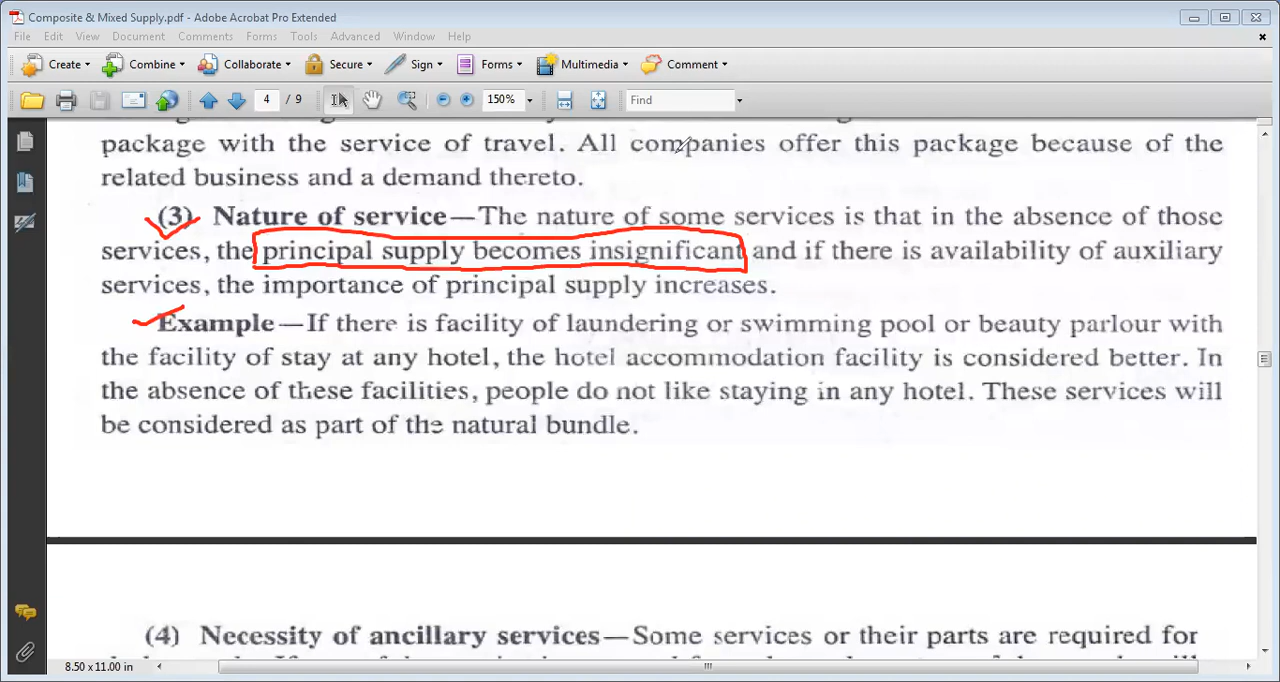 Composite & Mixed Supply.pdf - Adobe Acrobat Pro Extended
File Edit View Document Comments Forms Tools Advanced Window Help
Create Combine Collaborate Secure Sign Forms Multimedia Comment
4 / 9 150% Find
package with the service of travel. All companies offer this package because of the
related business and a demand thereto.
(3) Nature of service—The nature of some services is that in the absence of those
services, the principal supply becomes insignificant and if there is availability of auxiliary
services, the importance of principal supply increases.
Example—If there is facility of laundering or swimming pool or beauty parlour with
the facility of stay at any hotel, the hotel accommodation facility is considered better. In
the absence of these facilities, people do not like staying in any hotel. These services will
be considered as part of the natural bundle.
(4) Necessity of ancillary services—Some services or their parts are required for
8.50 x 11.00 in